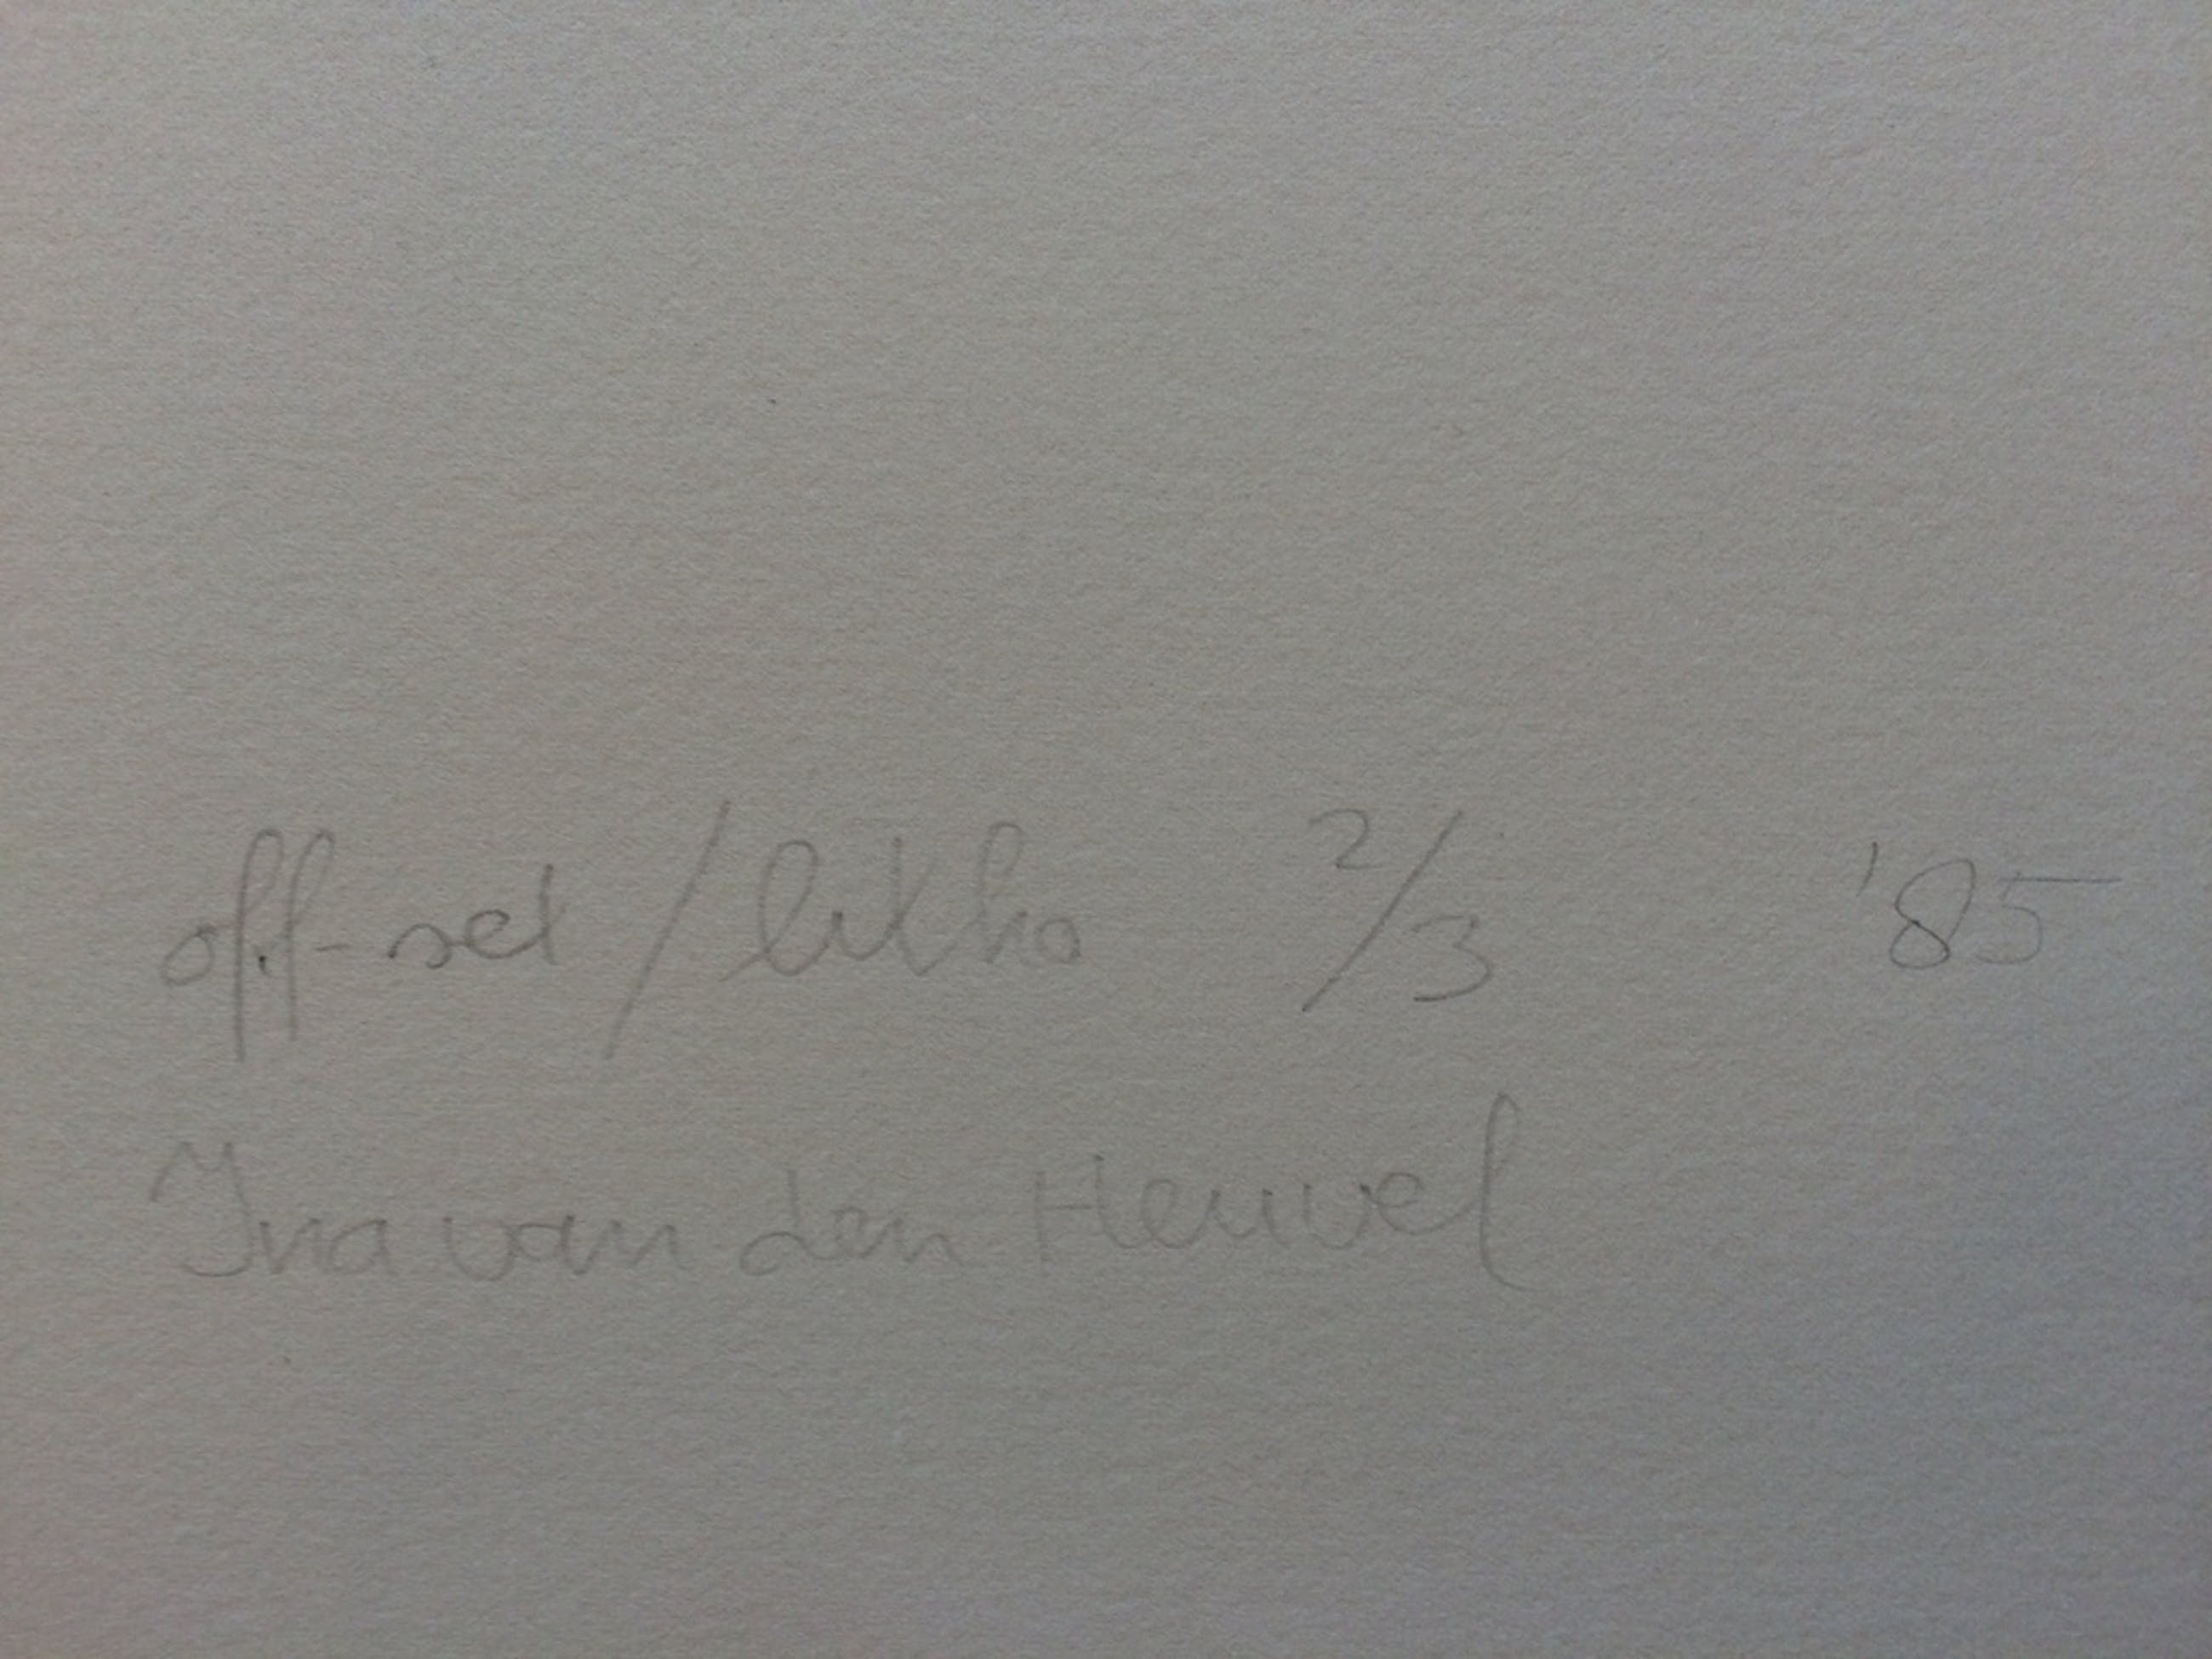 off-set / litho 2/3 '85
Ina van den Heuvel